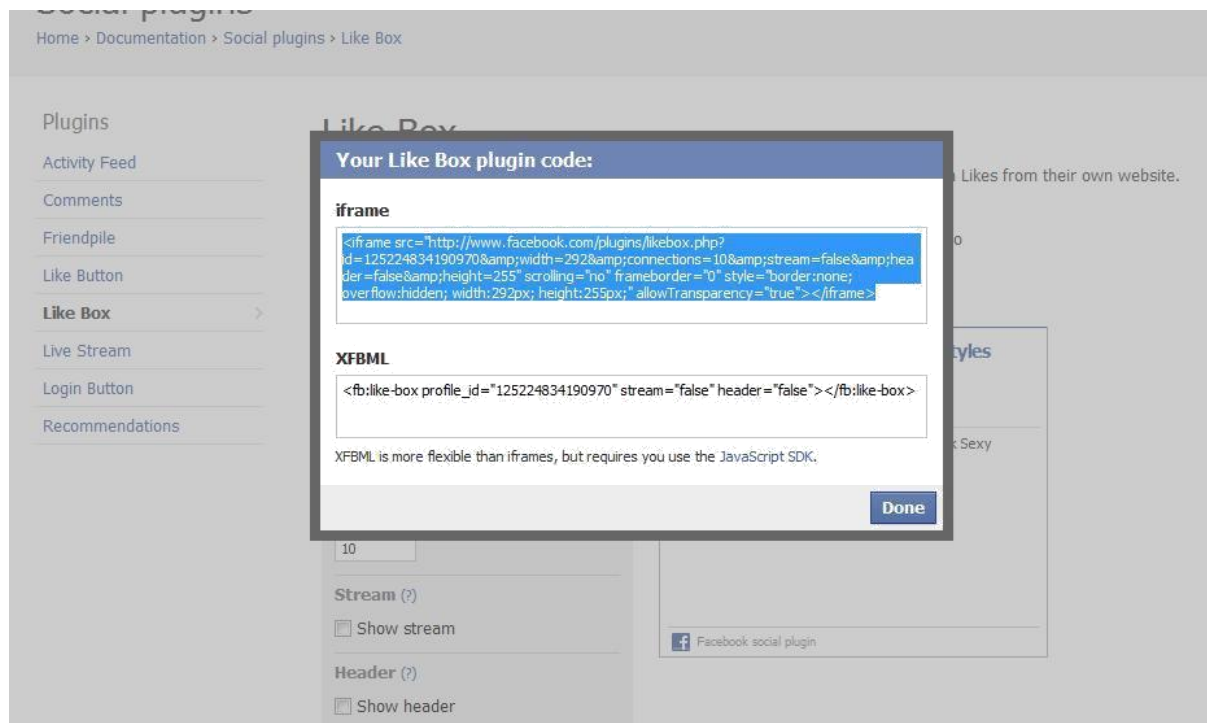 Social plugins
Home › Documentation › Social plugins › Like Box
Plugins
Activity Feed
Comments
Friendpile
Like Button
Like Box
Live Stream
Login Button
Recommendations
Like Box
Likes from their own website.
Your Like Box plugin code:
iframe
<iframe src="http://www.facebook.com/plugins/likebox.php?
id=125224834190970&amp;width=292&amp;connections=10&amp;stream=false&amp;hea
der=false&amp;height=255" scrolling="no" frameborder="0" style="border:none;
overflow:hidden; width:292px; height:255px;" allowTransparency="true"></iframe>
XFBML
<fb:like-box profile_id="125224834190970" stream="false" header="false"></fb:like-box>
XFBML is more flexible than iframes, but requires you use the JavaScript SDK.
Done
Sexy
10
Stream (?)
Show stream
Header (?)
Show header
Facebook social plugin